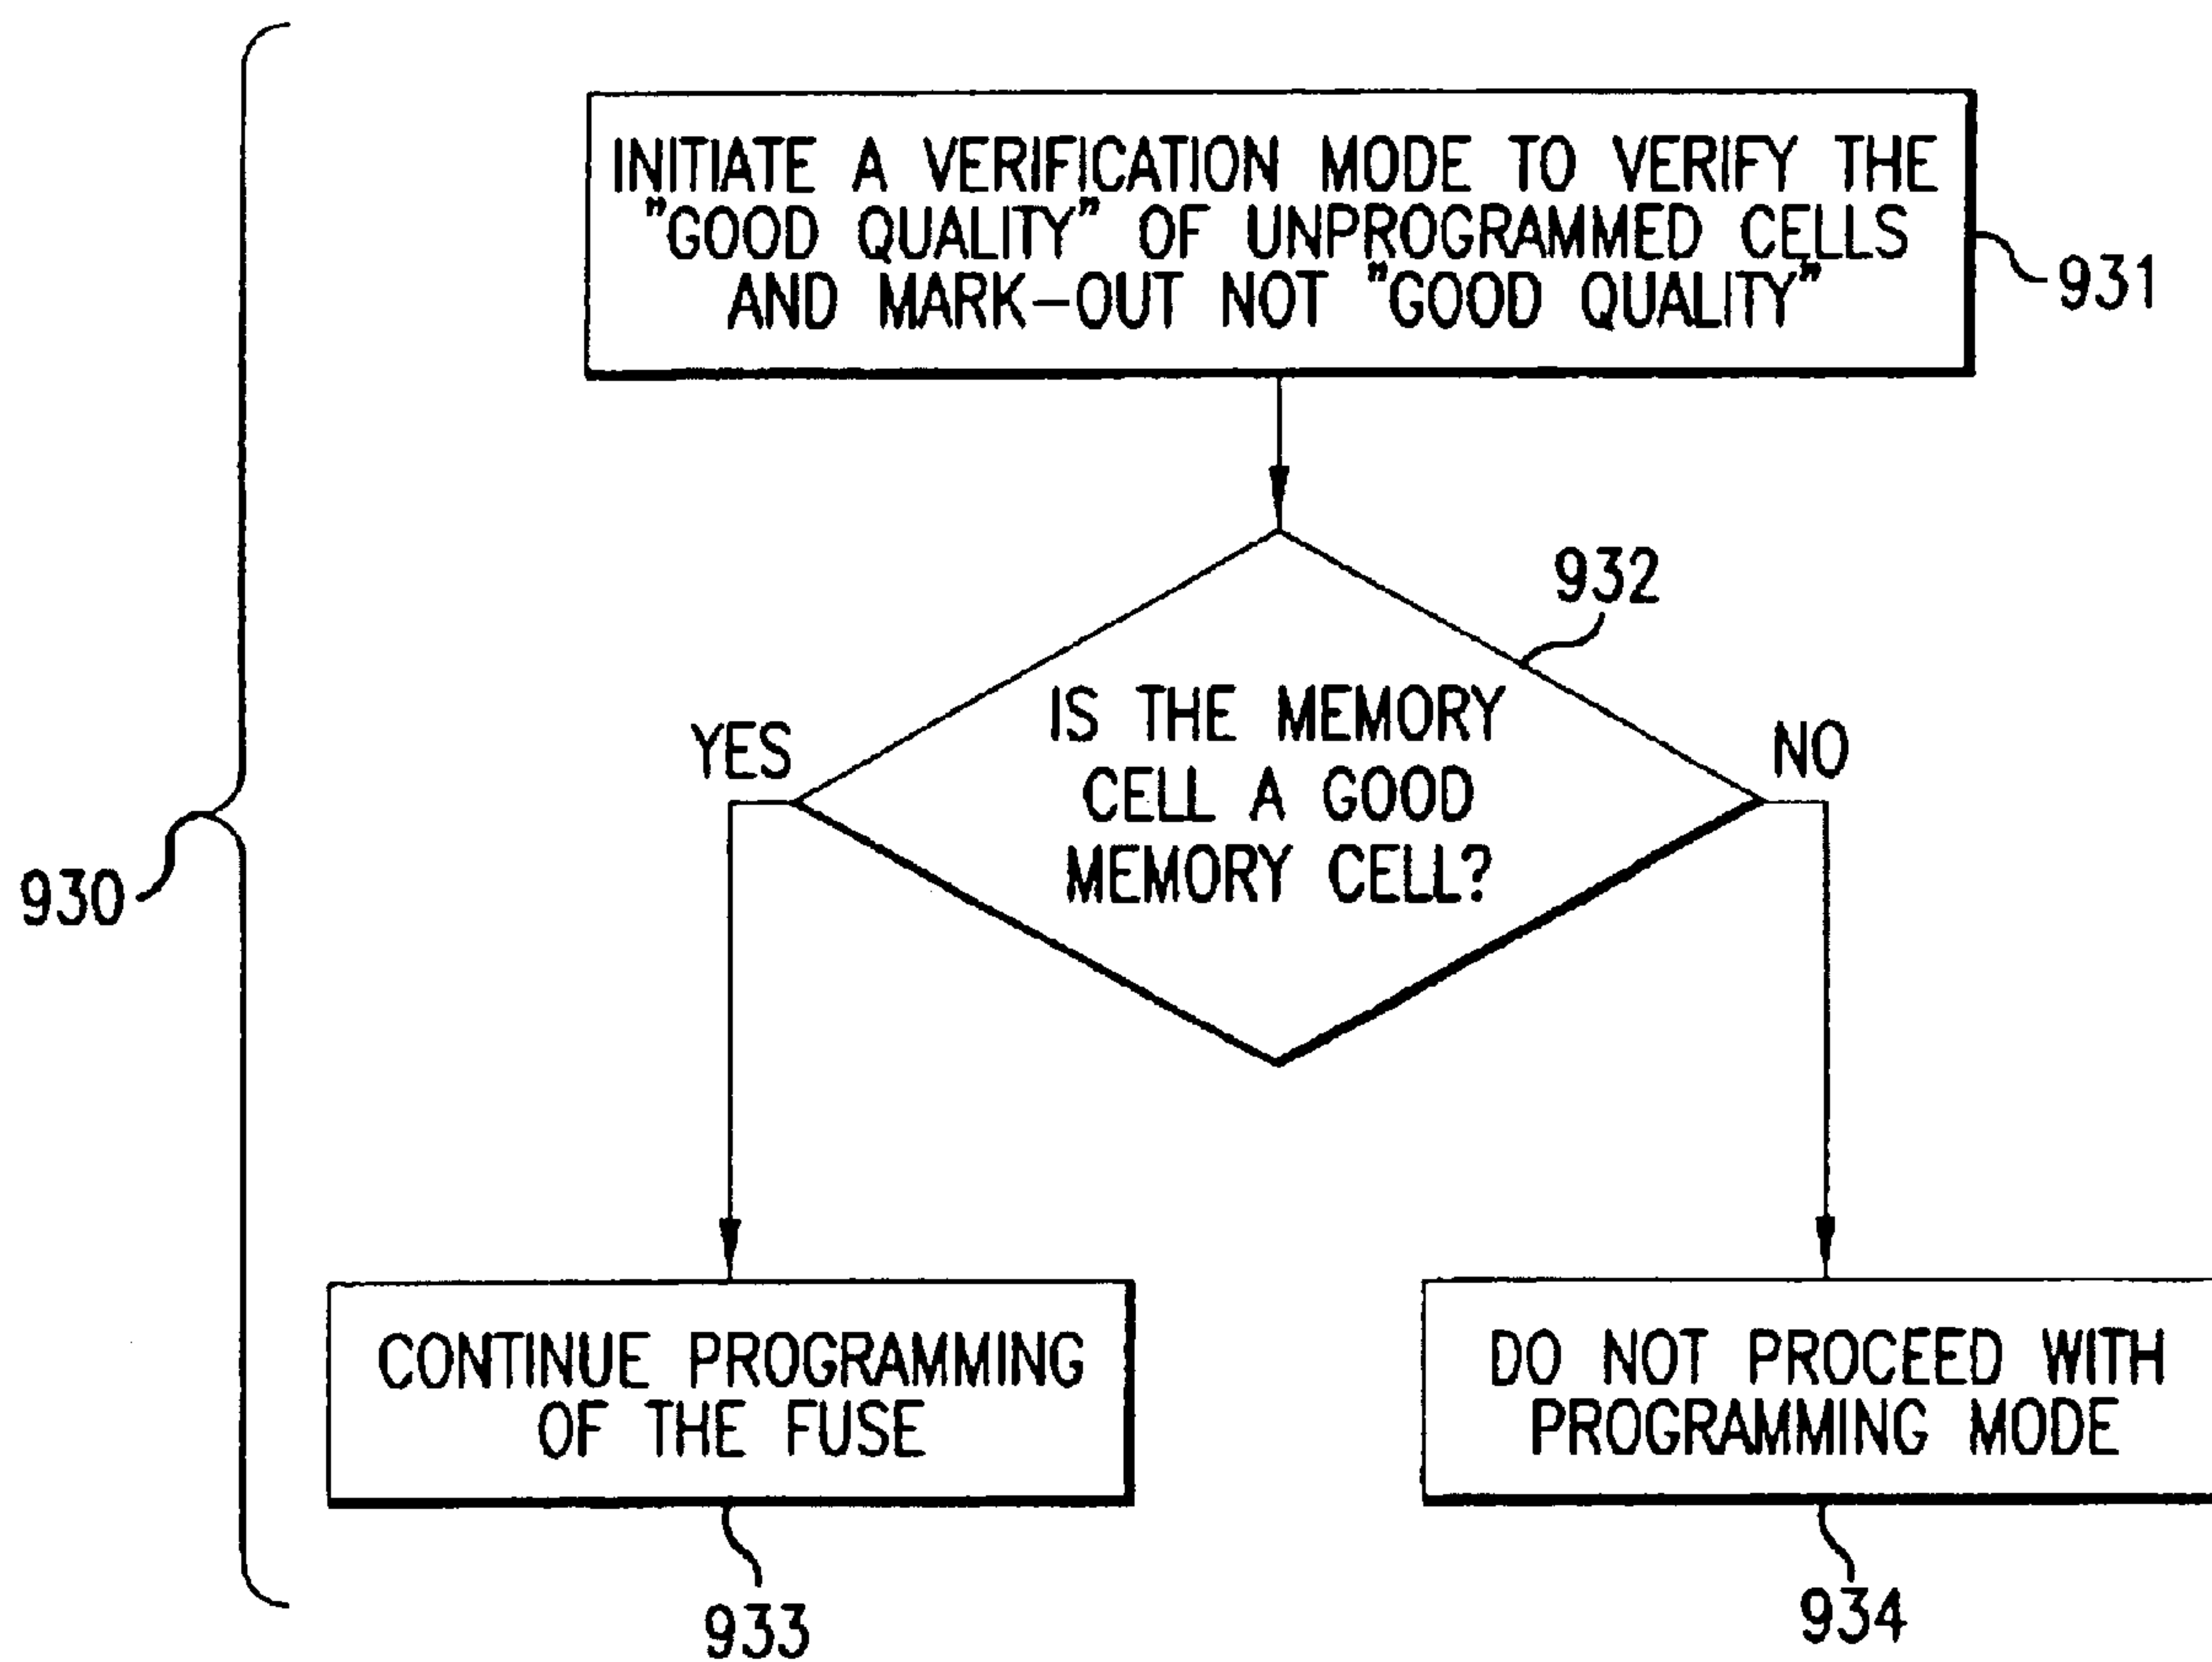 INITIATE A VERIFICATION MODE TO VERIFY THE
"GOOD QUALITY" OF UNPROGRAMMED CELLS
AND MARK-OUT NOT "GOOD QUALITY"
931
932
IS THE MEMORY
CELL A GOOD
MEMORY CELL?
YES
NO
930
CONTINUE PROGRAMMING
OF THE FUSE
DO NOT PROCEED WITH
PROGRAMMING MODE
933
934